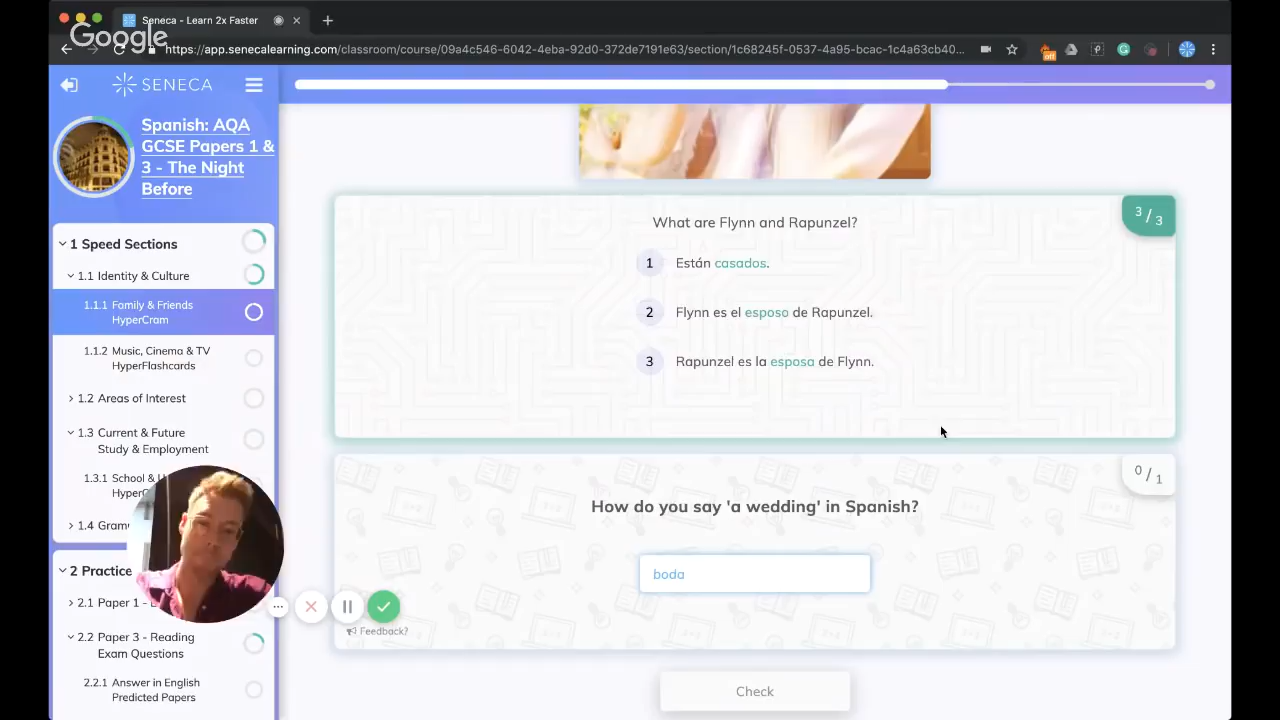 Seneca - Learn 2x Faster
Google
https://app.senecalearning.com/classroom/course/09a4c546-6042-4eba-92d0-372de7191e63/section/1c68245f-0537-4a95-bcac-1c4a63cb40...
off
SENECA
Spanish: AQA
GCSE Papers 1 &
3 - The Night
Before
1 Speed Sections
1.1 Identity & Culture
1.1.1 Family & Friends
HyperCram
1.1.2 Music, Cinema & TV
HyperFlashcards
1.2 Areas of Interest
1.3 Current & Future
Study & Employment
1.3.1 School &
1.4
2 Practice
2.1 Paper 1 -
2.2 Paper 3 - Reading
Exam Questions
2.2.1 Answer in English
Predicted Papers
3/3
What are Flynn and Rapunzel?
1 Están casados.
2 Flynn es el esposo de Rapunzel.
3 Rapunzel es la esposa de Flynn.
0/1
How do you say 'a wedding' in Spanish?
boda
Feedback?
Check